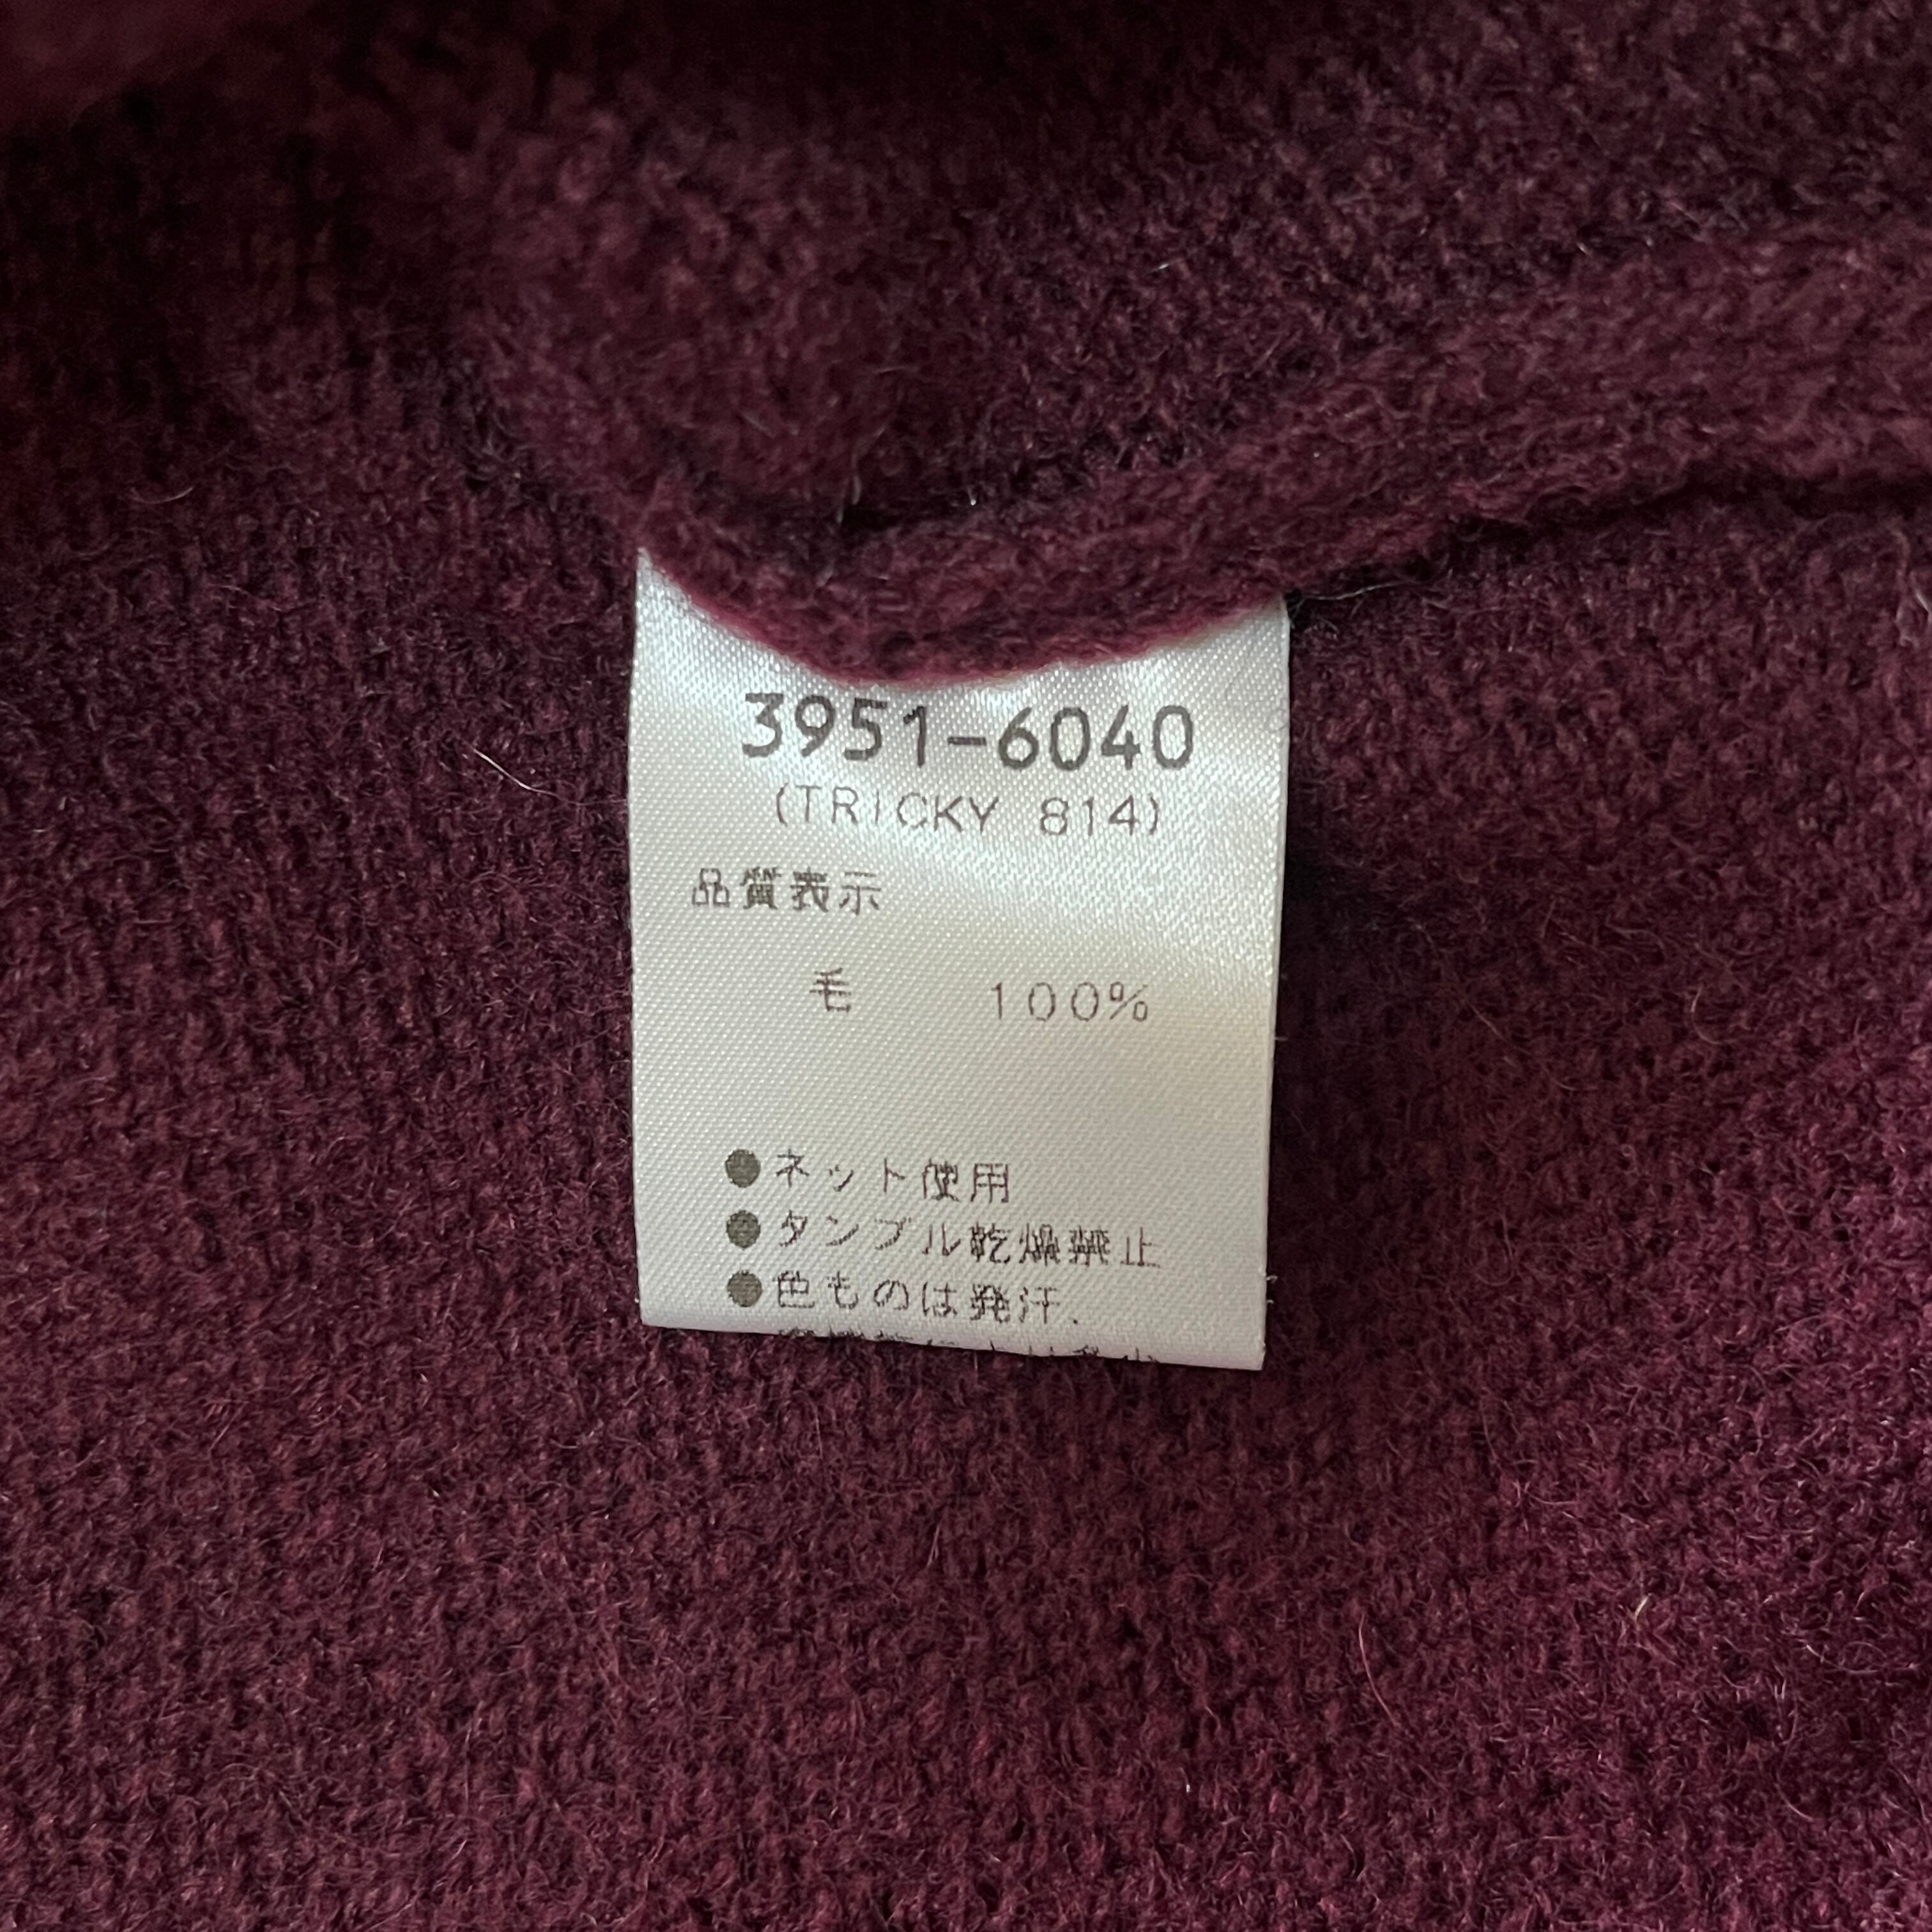 3951-6040
(TRICKY 814)
品質表示
毛 100%
●ネット使用
●タンブル乾燥禁止
●色ものは発汗.